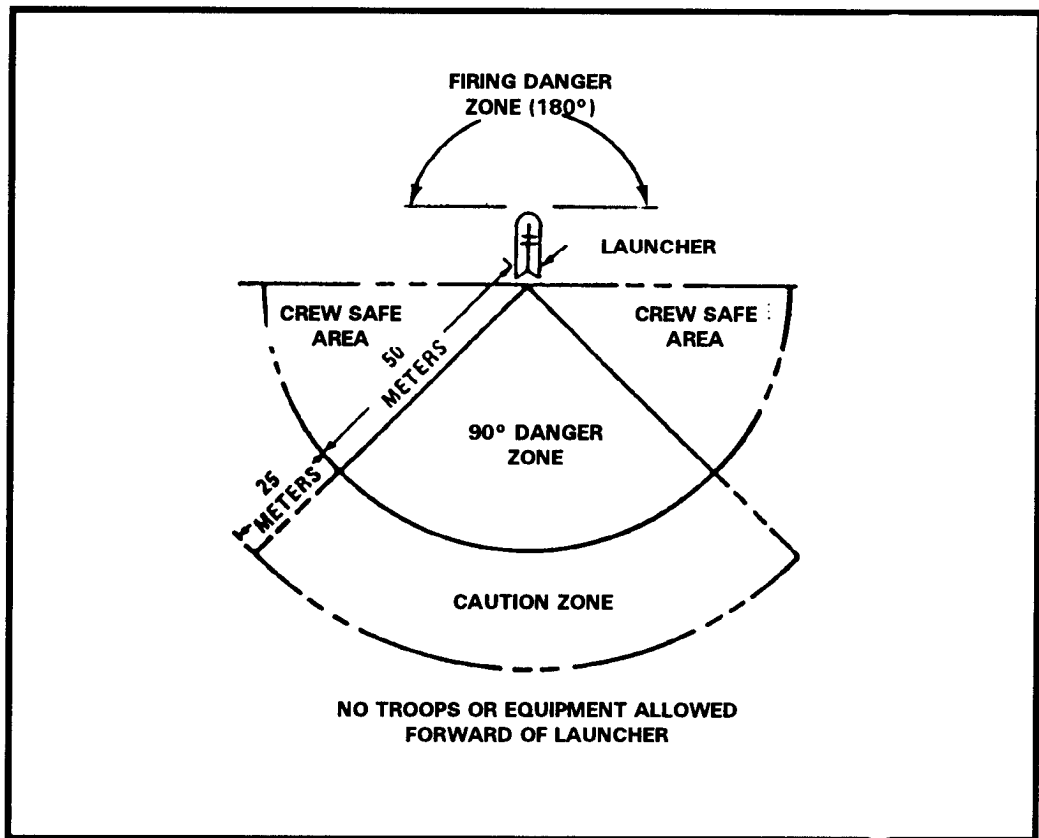 FIRING DANGER
ZONE (180°)
LAUNCHER
CREW SAFE
AREA
CREW SAFE
AREA
50
METERS
90° DANGER
ZONE
25
METERS
CAUTION ZONE
NO TROOPS OR EQUIPMENT ALLOWED
FORWARD OF LAUNCHER